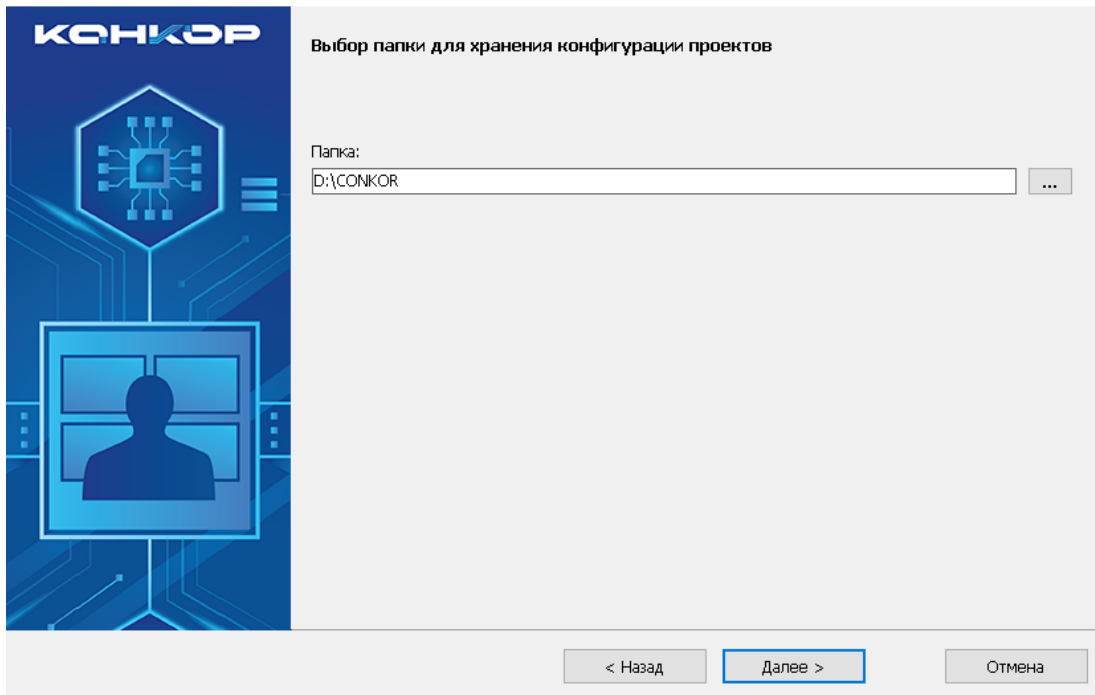 КОНКОР
Выбор папки для хранения конфигурации проектов
Папка:
D:\CONKOR
...
< Назад
Далее >
Отмена